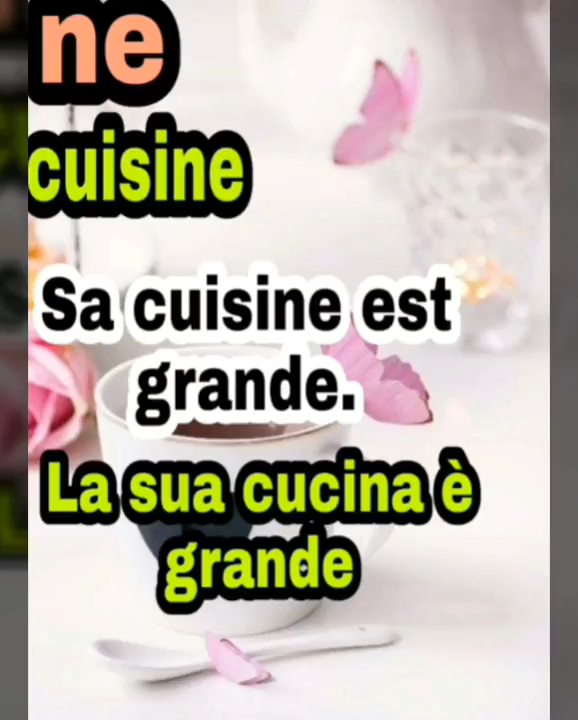 ne
cuisine
Sa cuisine est
grande.
La sua cucina è
grande